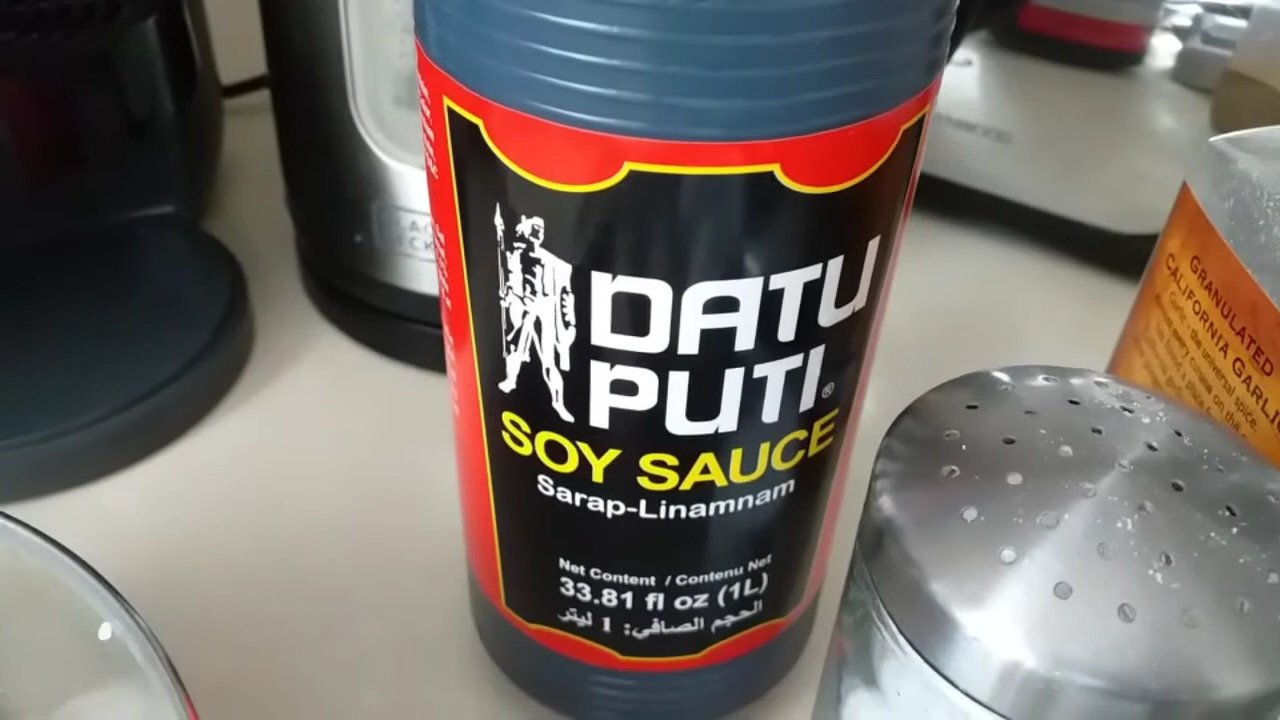 DATU
PUTI®
SOY SAUCE
Sarap-Linamnam
Net Content / Contenu Net
33.81 fl oz (1L)
الحجم الصافي: 1 ليتر
GRANULATED
CALIFORNIA GARLIC